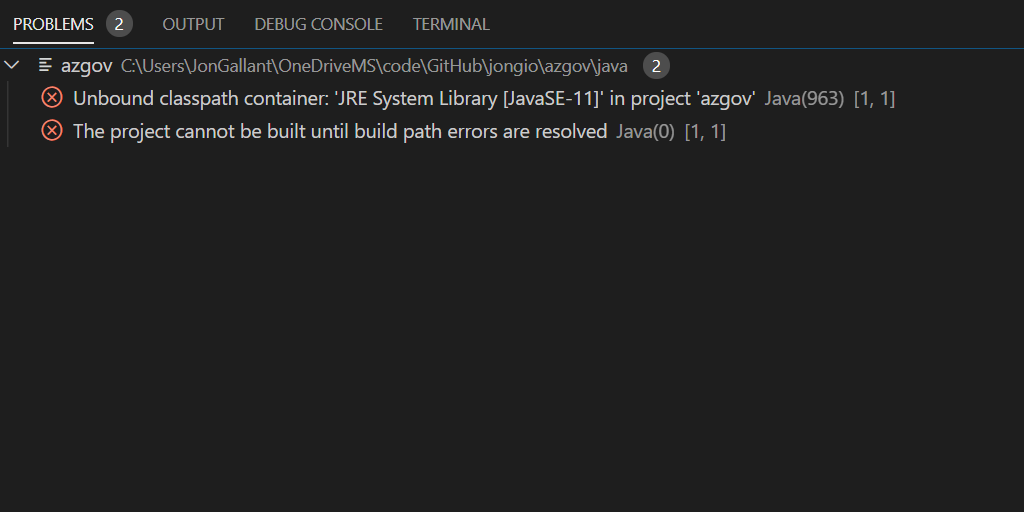 PROBLEMS 2 OUTPUT DEBUG CONSOLE TERMINAL
azgov C:\Users\JonGallant\OneDriveMS\code\GitHub\jongio\azgov\java 2
Unbound classpath container: 'JRE System Library [JavaSE-11]' in project 'azgov' Java(963) [1, 1]
The project cannot be built until build path errors are resolved Java(0) [1, 1]